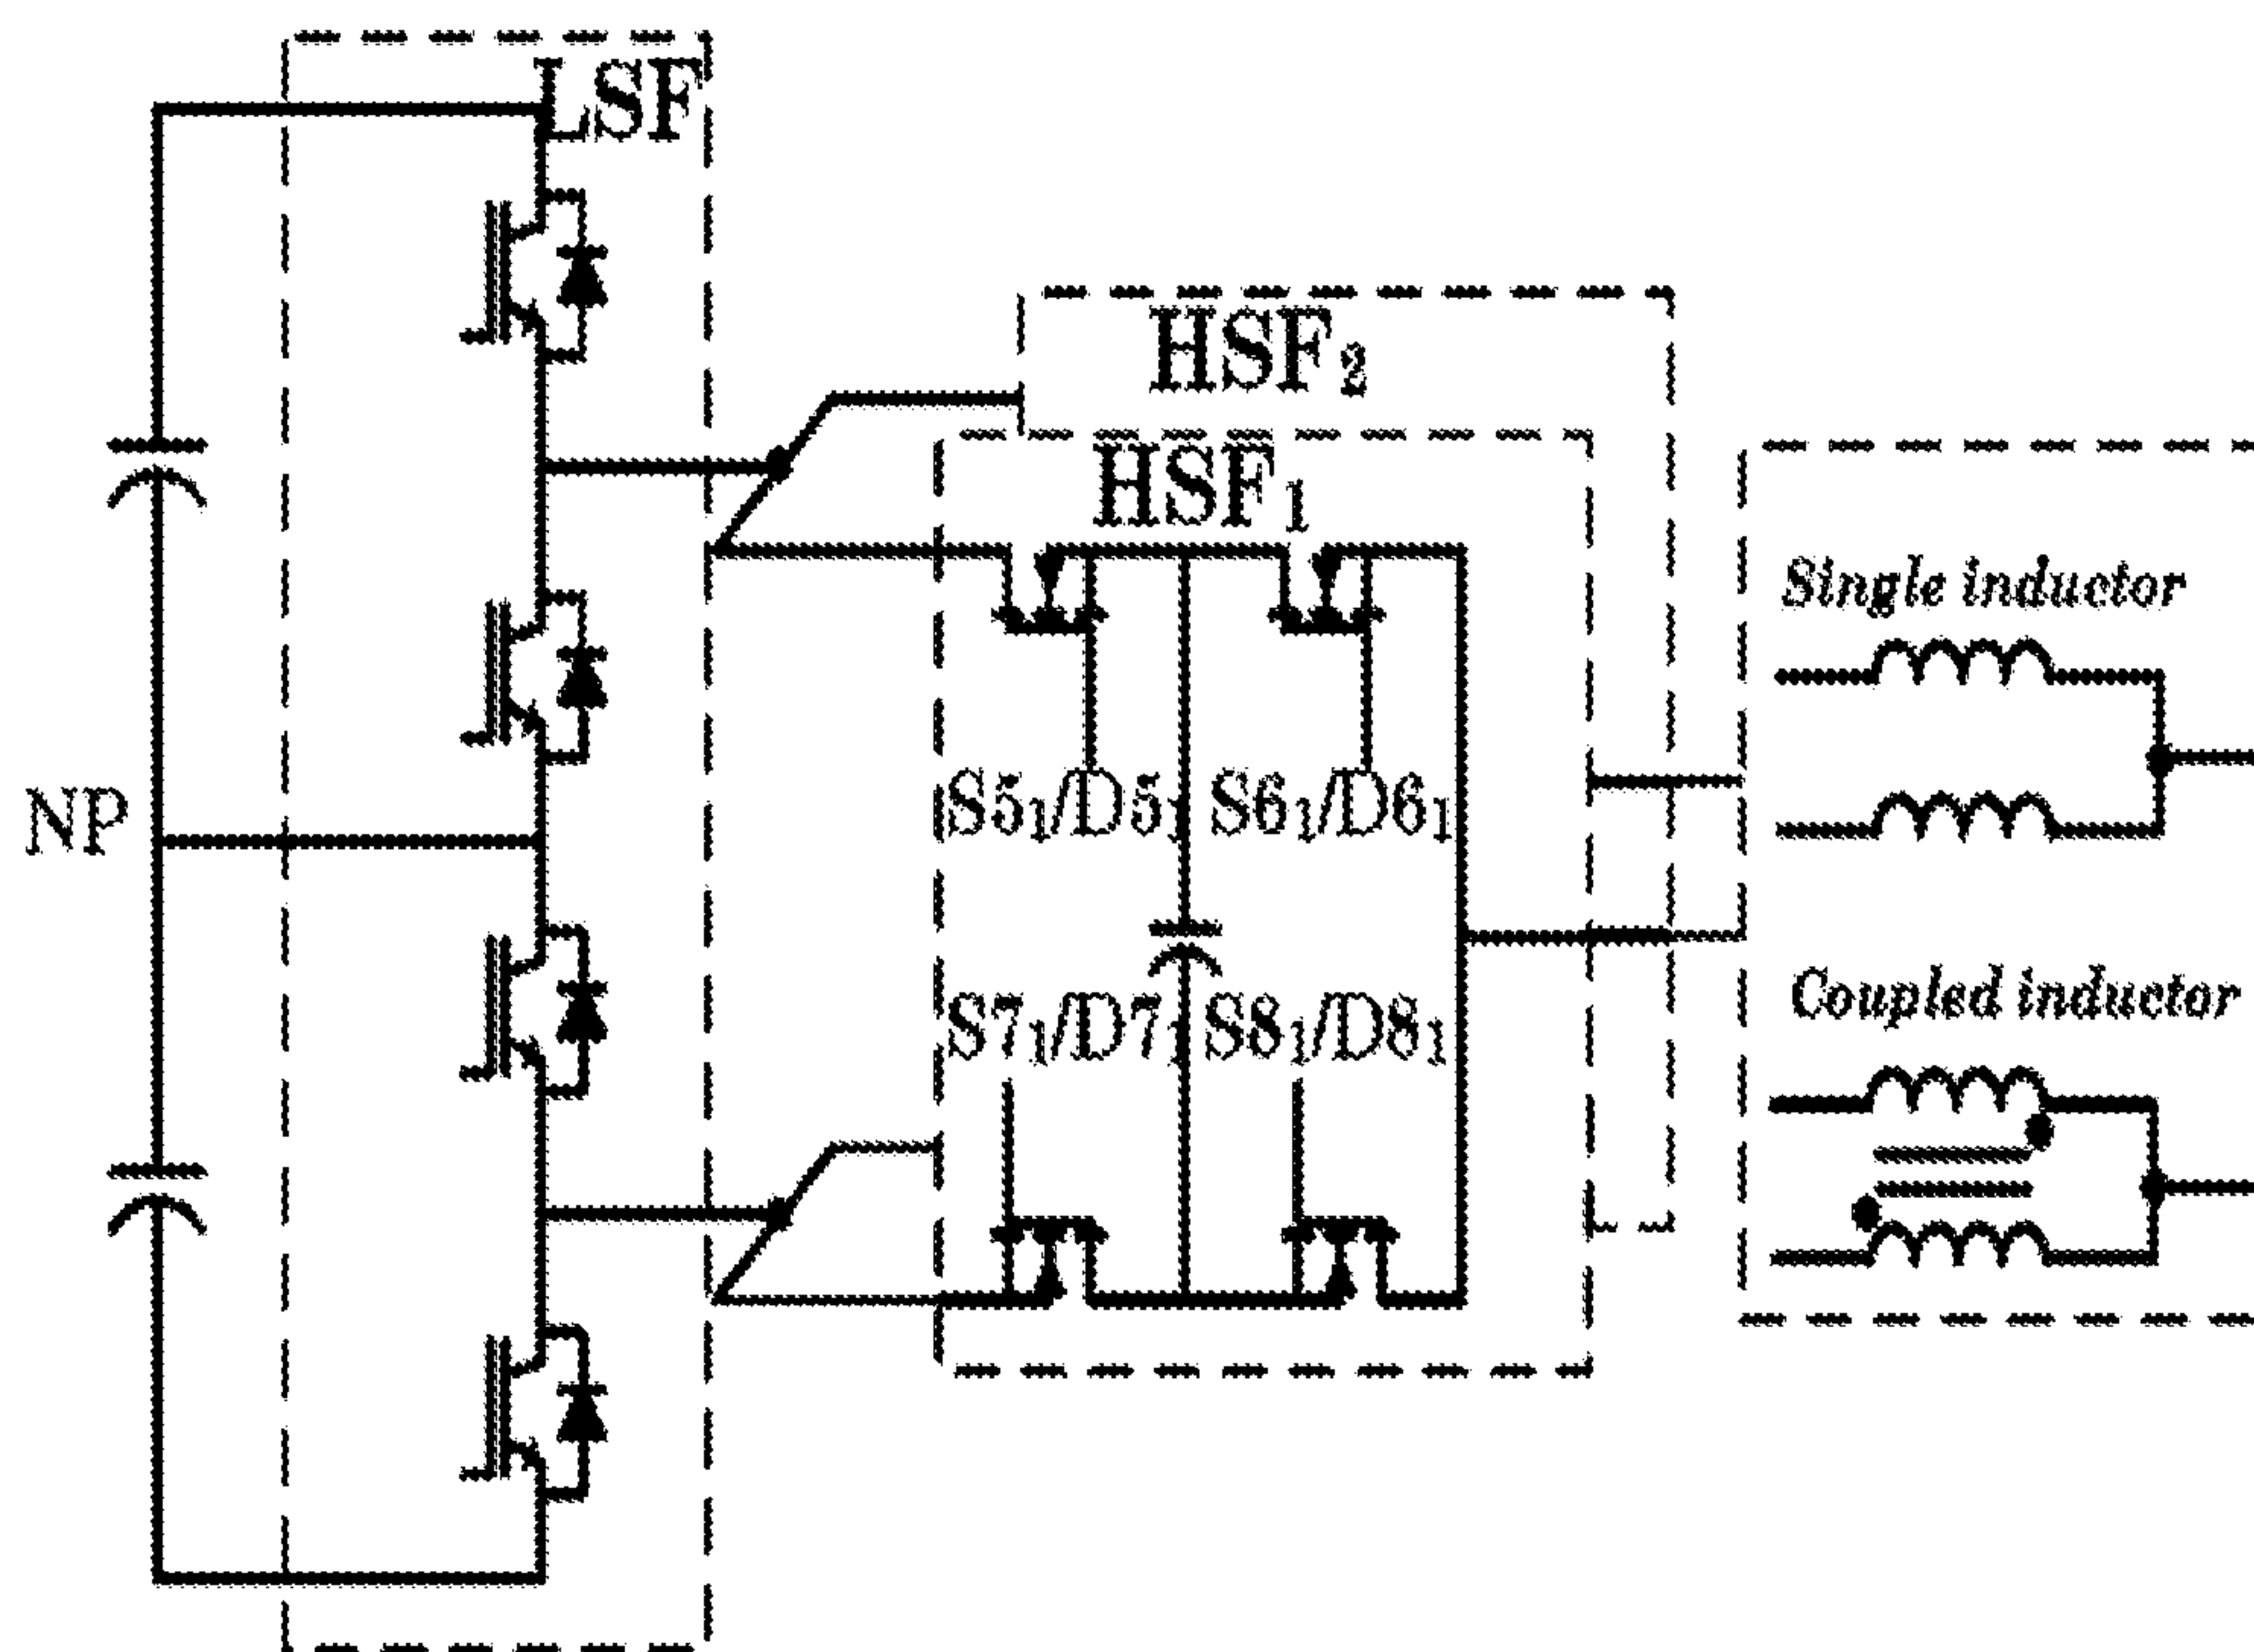 LSF
HSF₂
HSF₁
Single inductor
NP
S5₁/D5₁ S6₁/D6₁
Coupled inductor
S7₁/D7₁ S8₁/D8₁